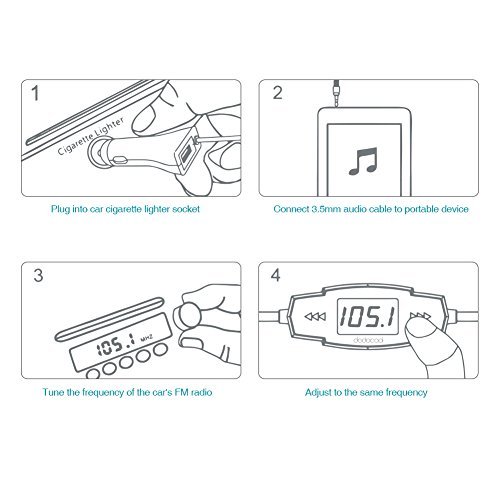 1
Cigarette Lighter
Plug into car cigarette lighter socket
2
Connect 3.5mm audio cable to portable device
3
105.1 MHZ
Tune the frequency of the car's FM radio
4
105.1
dodocool
Adjust to the same frequency